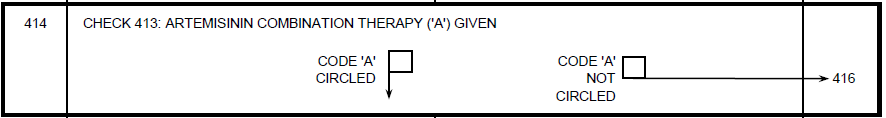 414 CHECK 413: ARTEMISININ COMBINATION THERAPY ('A') GIVEN
CODE 'A'
CIRCLED
CODE 'A'
NOT
CIRCLED
416